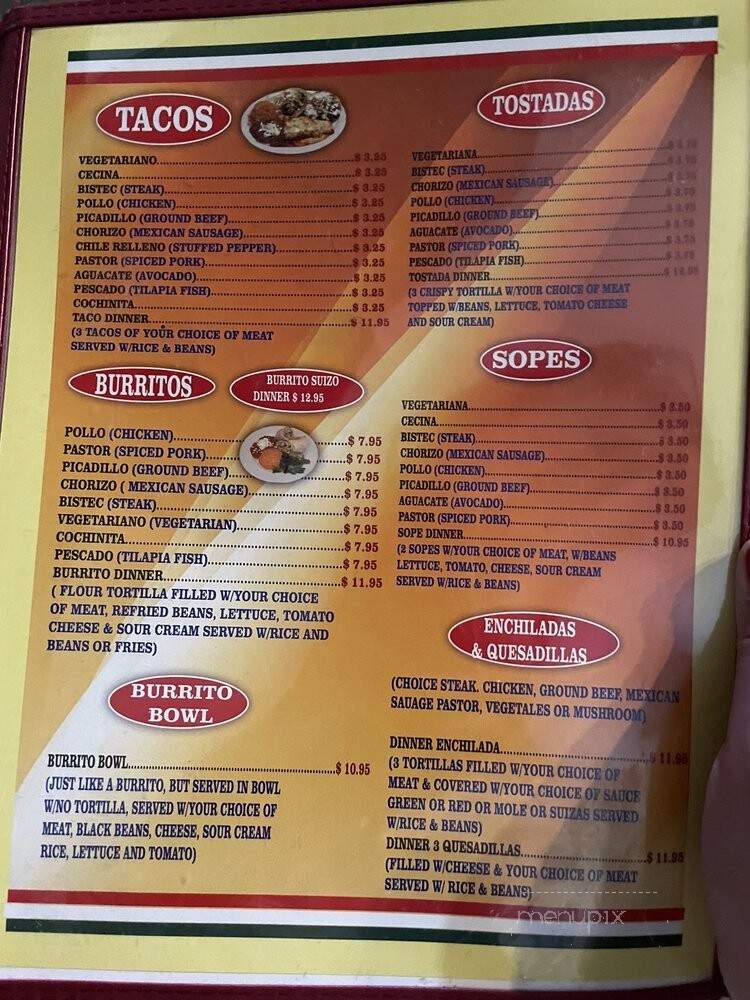 TACOS
VEGETARIANO $ 3.25
CECINA $ 3.25
BISTEC (STEAK) $ 3.25
POLLO (CHICKEN) $ 3.25
PICADILLO (GROUND BEEF) $ 3.25
CHORIZO (MEXICAN SAUSAGE) $ 3.25
CHILE RELLENO (STUFFED PEPPER) $ 3.25
PASTOR (SPICED PORK) $ 3.25
AGUACATE (AVOCADO) $ 3.25
PESCADO (TILAPIA FISH) $ 3.25
COCHINITA $ 3.25
TACO DINNER $ 11.95
(3 TACOS OF YOUR CHOICE OF MEAT
SERVED W/RICE & BEANS)
BURRITOS
BURRITO SUIZO
DINNER $ 12.95
POLLO (CHICKEN) $ 7.95
PASTOR (SPICED PORK) $ 7.95
PICADILLO (GROUND BEEF) $ 7.95
CHORIZO ( MEXICAN SAUSAGE) $ 7.95
BISTEC (STEAK) $ 7.95
VEGETARIANO (VEGETARIAN) $ 7.95
COCHINITA $ 7.95
PESCADO (TILAPIA FISH) $ 7.95
BURRITO DINNER $ 11.95
( FLOUR TORTILLA FILLED W/YOUR CHOICE
OF MEAT, REFRIED BEANS, LETTUCE, TOMATO
CHEESE & SOUR CREAM SERVED W/RICE AND
BEANS OR FRIES)
BURRITO
BOWL
BURRITO BOWL $ 10.95
(JUST LIKE A BURRITO, BUT SERVED IN BOWL
W/NO TORTILLA, SERVED W/YOUR CHOICE OF
MEAT, BLACK BEANS, CHEESE, SOUR CREAM
RICE, LETTUCE AND TOMATO)
TOSTADAS
VEGETARIANA
BISTEC (STEAK)
CHORIZO (MEXICAN SAUSAGE)
POLLO (CHICKEN)
PICADILLO (GROUND BEEF)
AGUACATE (AVOCADO) $ 3.75
PASTOR (SPICED PORK) $ 3.75
PESCADO (TILAPIA FISH) $ 3.75
TOSTADA DINNER $ 12.95
(3 CRISPY TORTILLA W/YOUR CHOICE OF MEAT
TOPPED W/BEANS, LETTUCE, TOMATO CHEESE
AND SOUR CREAM)
SOPES
VEGETARIANA $ 3.50
CECINA $ 3.50
BISTEC (STEAK) $ 3.50
CHORIZO (MEXICAN SAUSAGE) $ 3.50
POLLO (CHICKEN) $ 3.50
PICADILLO (GROUND BEEF) $ 3.50
AGUACATE (AVOCADO) $ 3.50
PASTOR (SPICED PORK) $ 3.50
SOPE DINNER $ 10.95
(2 SOPES W/YOUR CHOICE OF MEAT, W/BEANS
LETTUCE, TOMATO, CHEESE, SOUR CREAM
SERVED W/RICE & BEANS)
ENCHILADAS
& QUESADILLAS
(CHOICE STEAK. CHICKEN, GROUND BEEF, MEXICAN
SAUAGE PASTOR, VEGETALES OR MUSHROOM)
DINNER ENCHILADA $ 11.95
(3 TORTILLAS FILLED W/YOUR CHOICE OF
MEAT & COVERED W/YOUR CHOICE OF SAUCE
GREEN OR RED OR MOLE OR SUIZAS SERVED
W/RICE & BEANS)
DINNER 3 QUESADILLAS $ 11.95
(FILLED W/CHEESE & YOUR CHOICE OF MEAT
SERVED W/ RICE & BEANS)
menupix